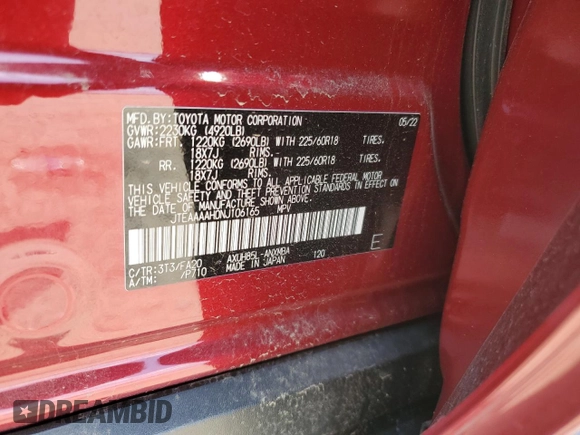 MFD. BY: TOYOTA MOTOR CORPORATION 05/22
GVWR: 2230KG (4920LB)
GAWR: FRT. 1220KG (2690LB) WITH 225/60R18 TIRES.
18X7J RIMS.
RR. 1220KG (2690LB) WITH 225/60R18 TIRES.
18X7J RIMS.
THIS VEHICLE CONFORMS TO ALL APPLICABLE FEDERAL MOTOR
VEHICLE SAFETY AND THEFT PREVENTION STANDARDS IN EFFECT
ON THE DATE OF MANUFACTURE SHOWN ABOVE.
JTEAAAAH0NJ106165 MPV
AXUH85L-ANXMBA 120
C/TR: 3T3/FA20 MADE IN JAPAN E
A/TM: /P710
DREAMBID